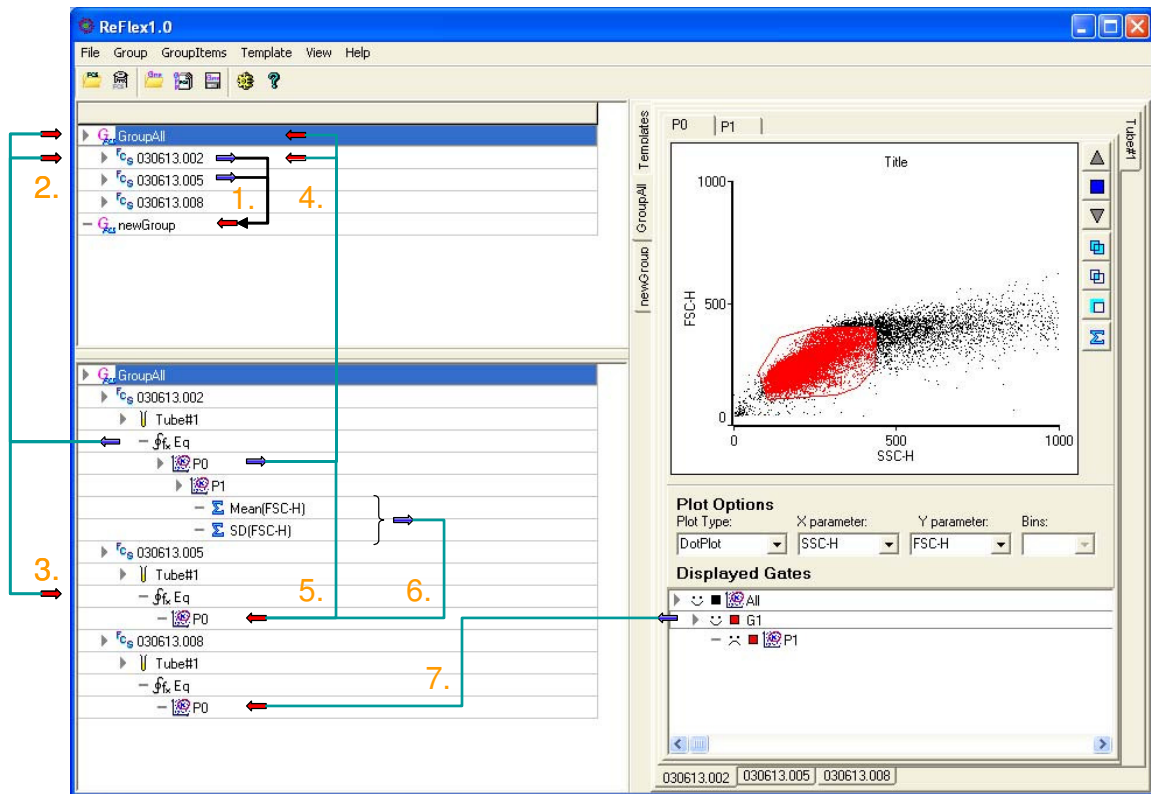 ReFlex1.0
File Group GroupItems Template View Help
GroupAll
030613.002
030613.005
030613.008
newGroup
1.
2.
4.
GroupAll
030613.002
Tube#1
Eq
P0
P1
Mean(FSC-H)
SD(FSC-H)
030613.005
Tube#1
Eq
P0
030613.008
Tube#1
Eq
P0
3.
5.
6.
7.
Templates
GroupAll
newGroup
P0 P1
Tube#1
Title
1000
500
0
FSC-H
0 500 1000
SSC-H
Plot Options
Plot Type: X parameter: Y parameter: Bins:
DotPlot SSC-H FSC-H
Displayed Gates
All
G1
P1
030613.002 030613.005 030613.008